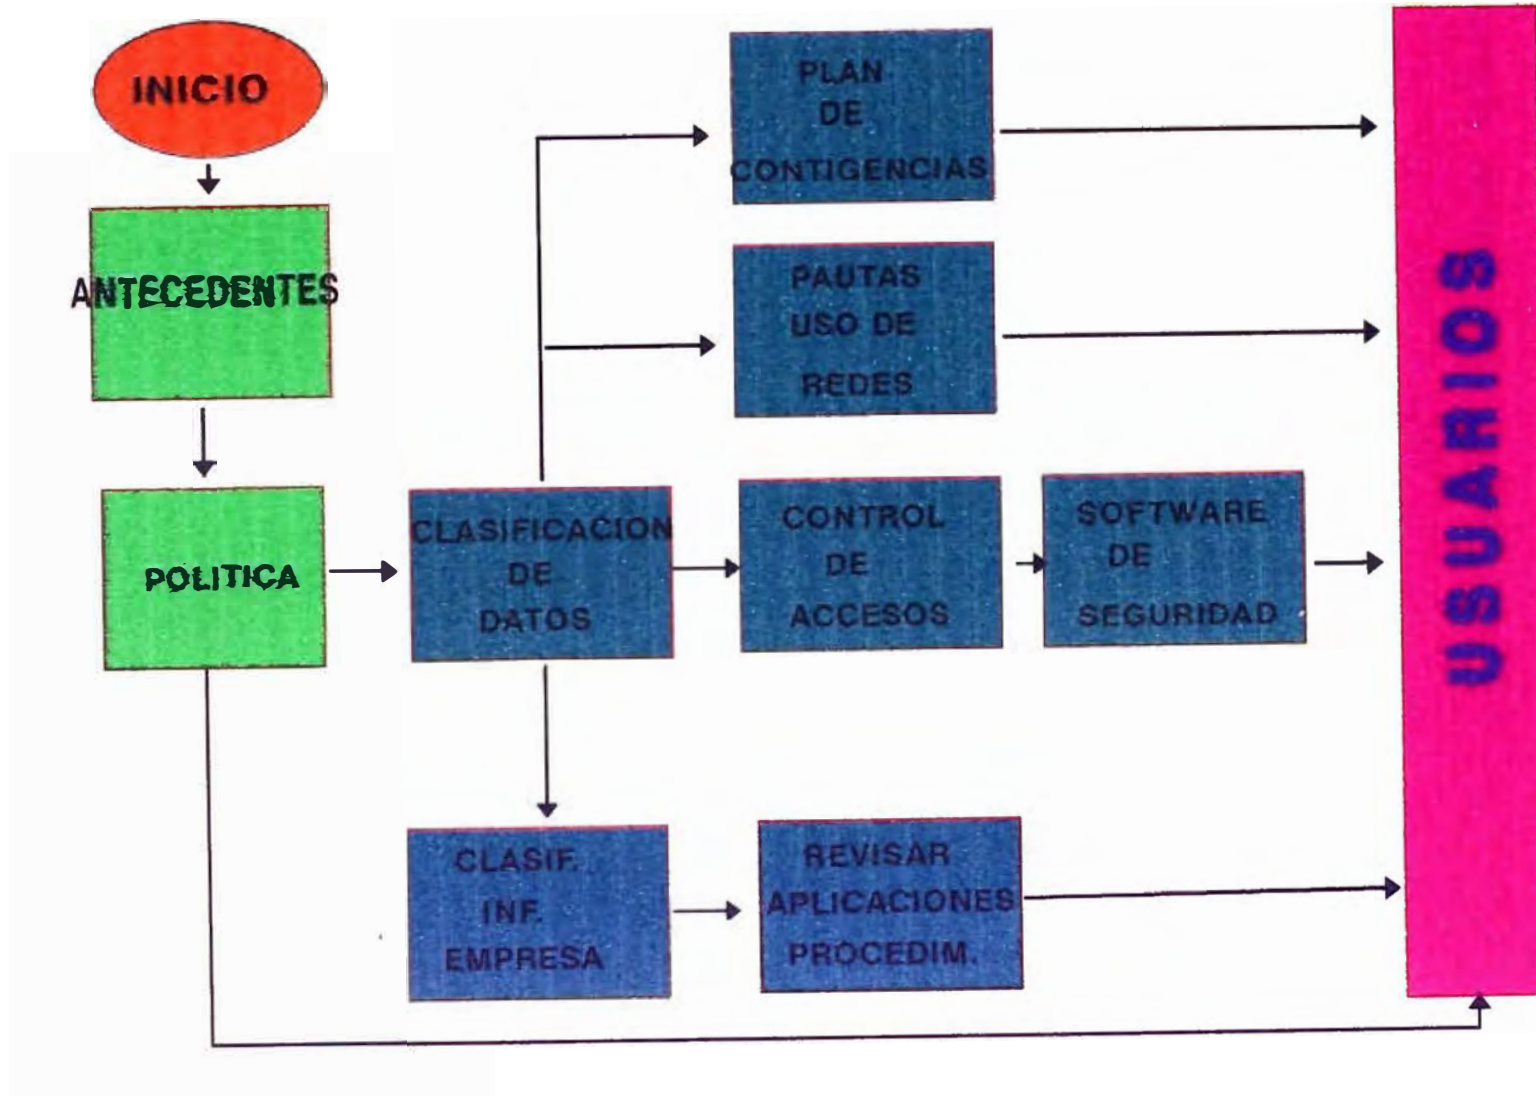 INICIO
ANTECEDENTES
POLITICA
CLASIFICACION
DE
DATOS
PLAN
DE
CONTIGENCIAS
PAUTAS
USO DE
REDES
CONTROL
DE
ACCESOS
SOFTWARE
DE
SEGURIDAD
CLASIF.
INF.
EMPRESA
REVISAR
APLICACIONES
PROCEDIM.
USUARIOS